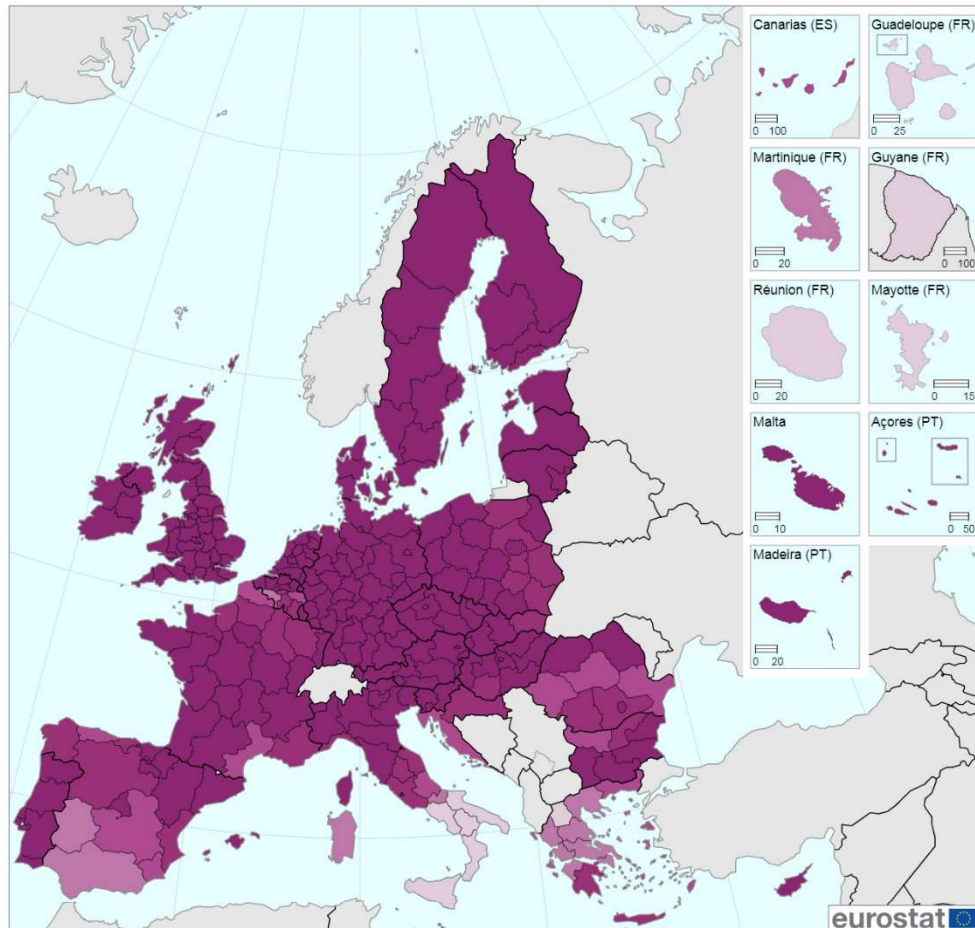 Canarias (ES)
0 100
Guadeloupe (FR)
0 25
Martinique (FR)
0 20
Guyane (FR)
0 100
Réunion (FR)
0 20
Mayotte (FR)
0 15
Malta
0 10
Açores (PT)
0 50
Madeira (PT)
0 20
eurostat